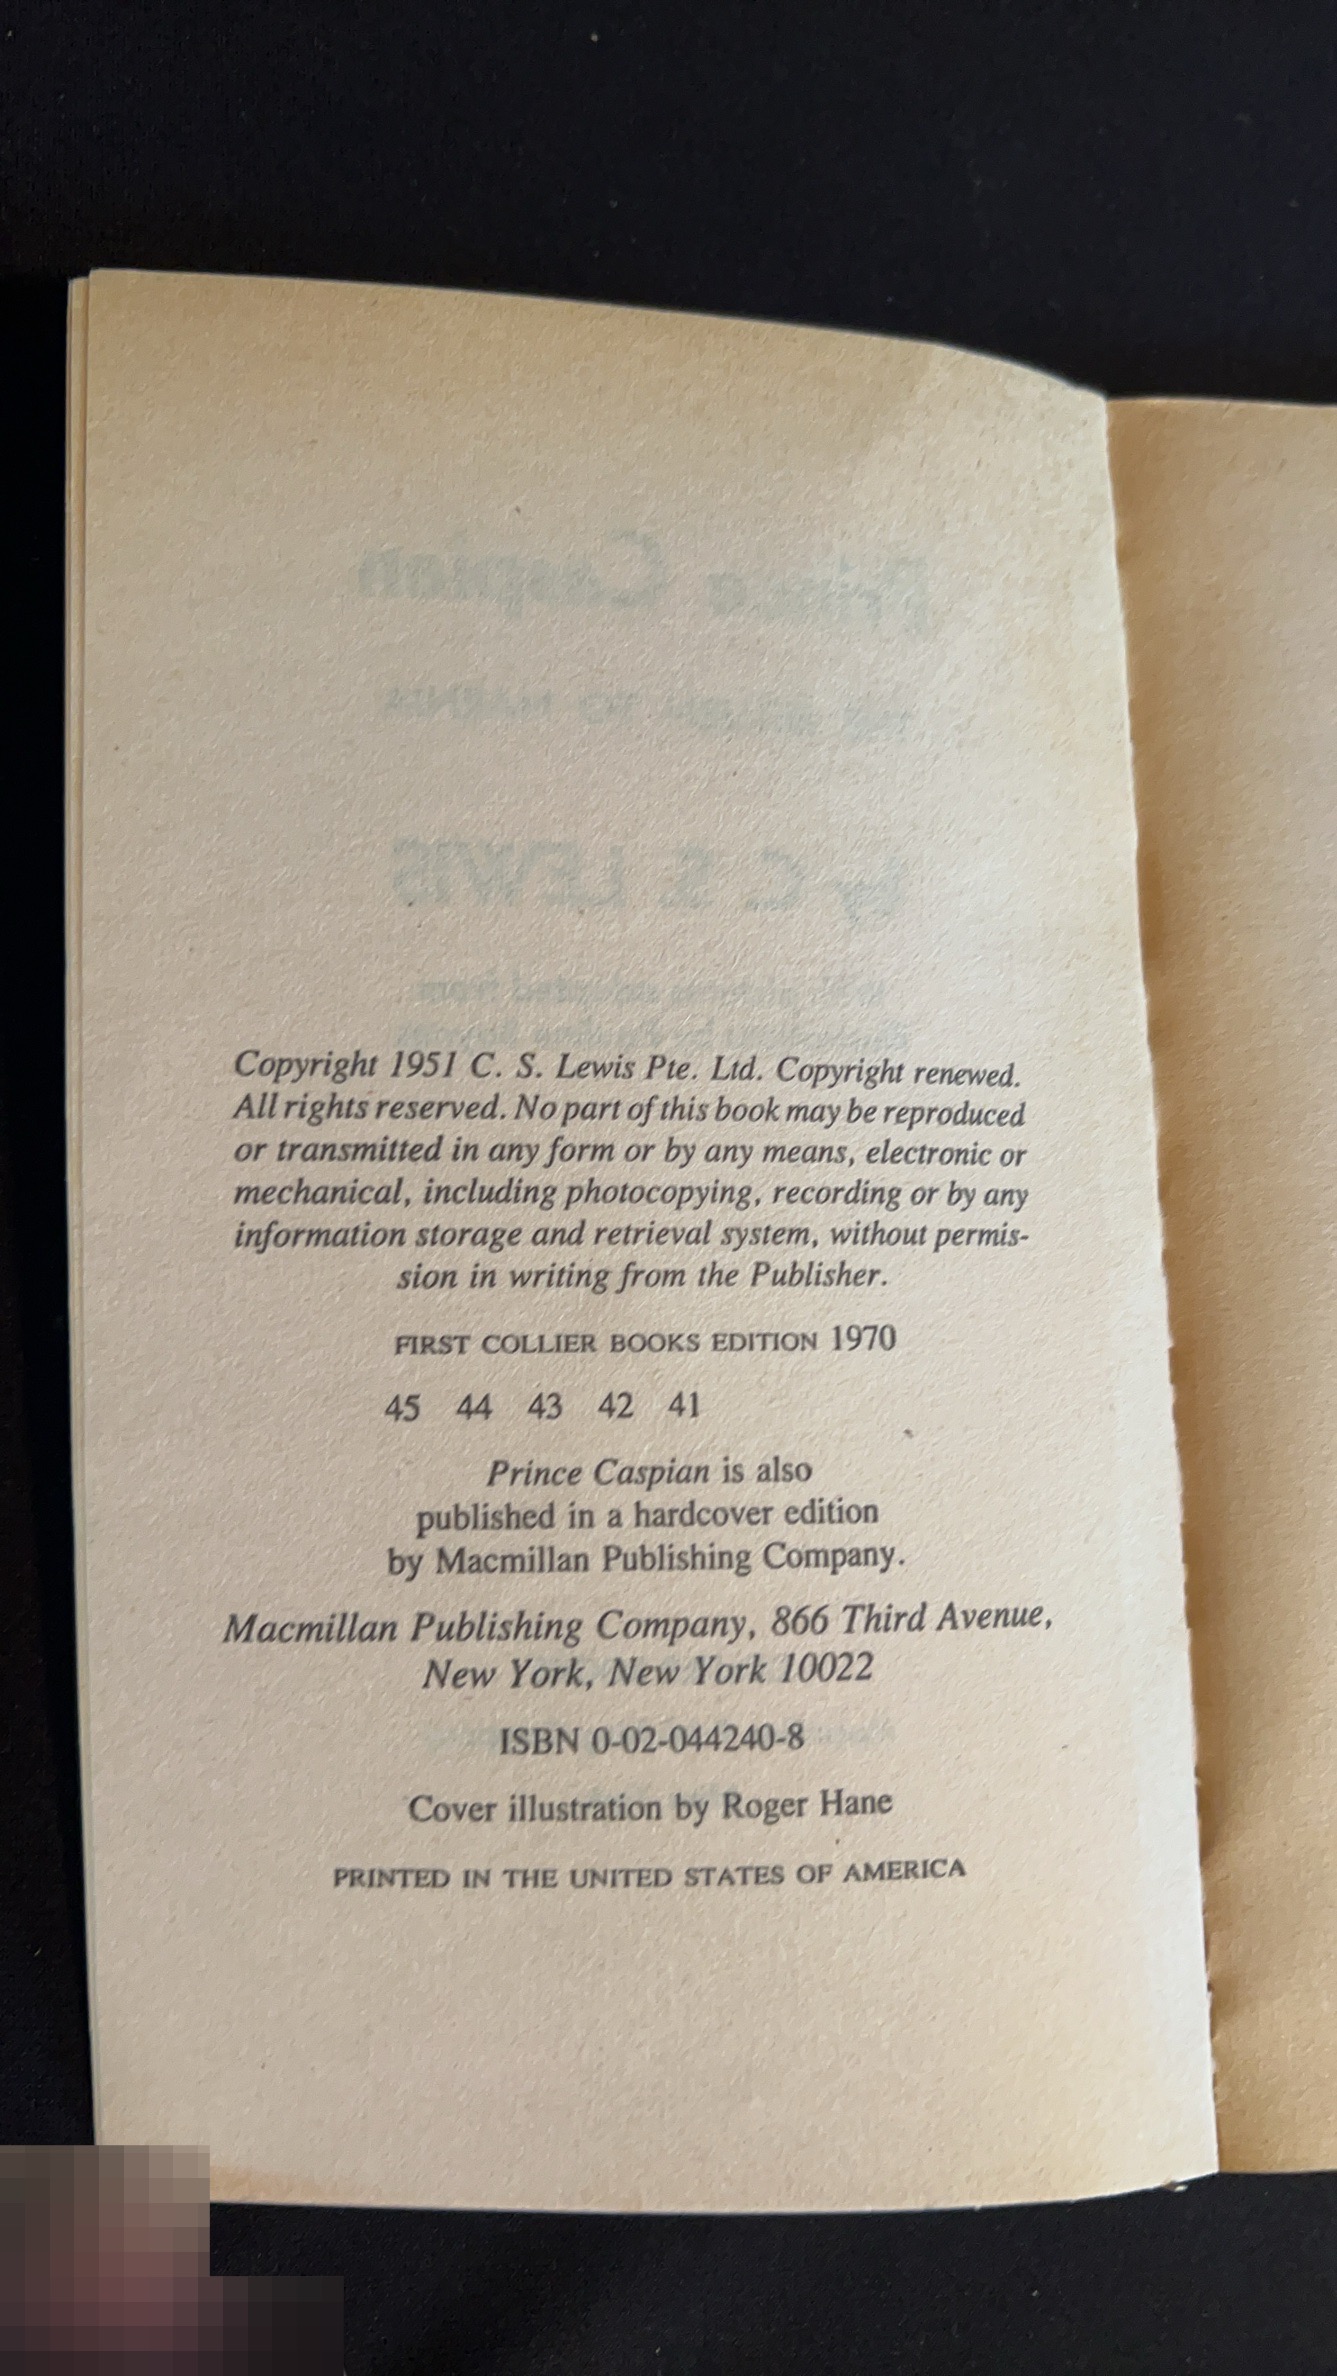 Copyright 1951 C. S. Lewis Pte. Ltd. Copyright renewed.
All rights reserved. No part of this book may be reproduced
or transmitted in any form or by any means, electronic or
mechanical, including photocopying, recording or by any
information storage and retrieval system, without permis-
sion in writing from the Publisher.
FIRST COLLIER BOOKS EDITION 1970
45 44 43 42 41
Prince Caspian is also
published in a hardcover edition
by Macmillan Publishing Company.
Macmillan Publishing Company, 866 Third Avenue,
New York, New York 10022
ISBN 0-02-044240-8
Cover illustration by Roger Hane
PRINTED IN THE UNITED STATES OF AMERICA